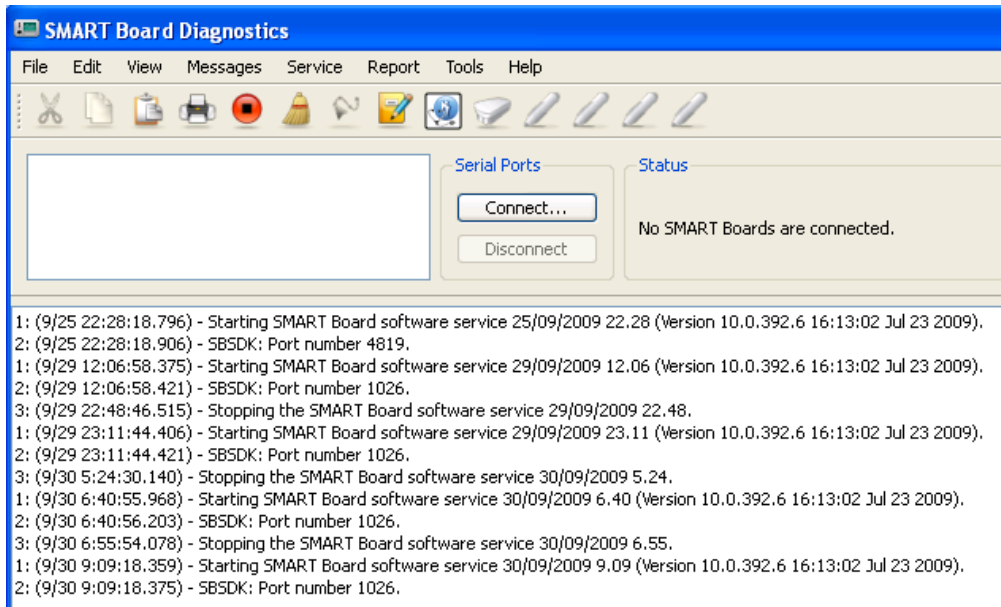 SMART Board Diagnostics
File Edit View Messages Service Report Tools Help
Serial Ports
Status
Connect...
No SMART Boards are connected.
Disconnect
1: (9/25 22:28:18.796) - Starting SMART Board software service 25/09/2009 22.28 (Version 10.0.392.6 16:13:02 Jul 23 2009).
2: (9/25 22:28:18.906) - SBSDK: Port number 4819.
1: (9/29 12:06:58.375) - Starting SMART Board software service 29/09/2009 12.06 (Version 10.0.392.6 16:13:02 Jul 23 2009).
2: (9/29 12:06:58.421) - SBSDK: Port number 1026.
3: (9/29 22:48:46.515) - Stopping the SMART Board software service 29/09/2009 22.48.
1: (9/29 23:11:44.406) - Starting SMART Board software service 29/09/2009 23.11 (Version 10.0.392.6 16:13:02 Jul 23 2009).
2: (9/29 23:11:44.421) - SBSDK: Port number 1026.
3: (9/30 5:24:30.140) - Stopping the SMART Board software service 30/09/2009 5.24.
1: (9/30 6:40:55.968) - Starting SMART Board software service 30/09/2009 6.40 (Version 10.0.392.6 16:13:02 Jul 23 2009).
2: (9/30 6:40:56.203) - SBSDK: Port number 1026.
3: (9/30 6:55:54.078) - Stopping the SMART Board software service 30/09/2009 6.55.
1: (9/30 9:09:18.359) - Starting SMART Board software service 30/09/2009 9.09 (Version 10.0.392.6 16:13:02 Jul 23 2009).
2: (9/30 9:09:18.375) - SBSDK: Port number 1026.